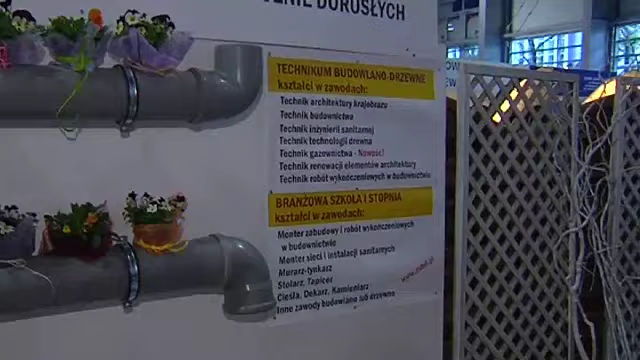 DOROSŁYCH
TECHNIKUM BUDOWLANO-DRZEWNE
kształci w zawodach:
Technik architektury krajobrazu
Technik budownictwa
Technik inżynierii sanitarnej
Technik technologii drewna
Technik gazownictwa - Nowość!
Technik renowacji elementów architektury
Technik robót wykończeniowych w budownictwie
BRANŻOWA SZKOŁA I STOPNIA
kształci w zawodach:
Monter zabudowy i robót wykończeniowych
w budownictwie
Monter sieci i instalacji sanitarnych
Murarz-tynkarz
Stolarz, Tapicer
Cieśla, Dekarz, Kamieniarz
Inne zawody budowlane lub drzewne